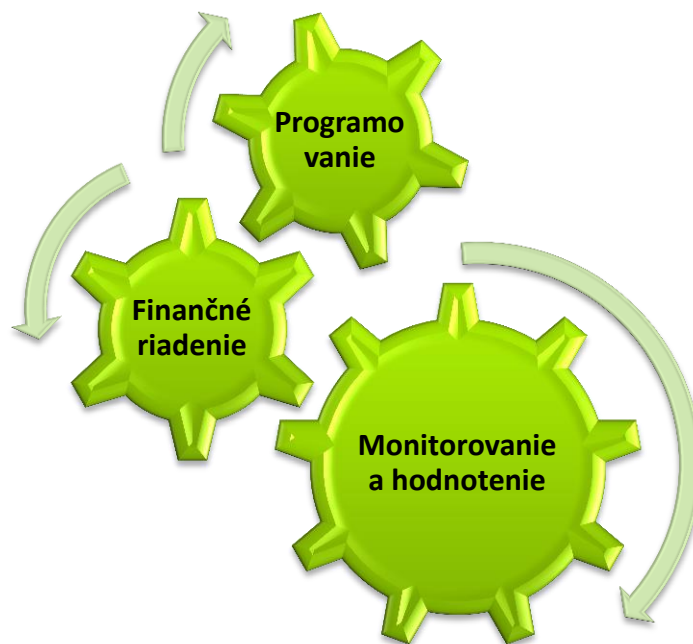 Programo
vanie
Finančné
riadenie
Monitorovanie
a hodnotenie